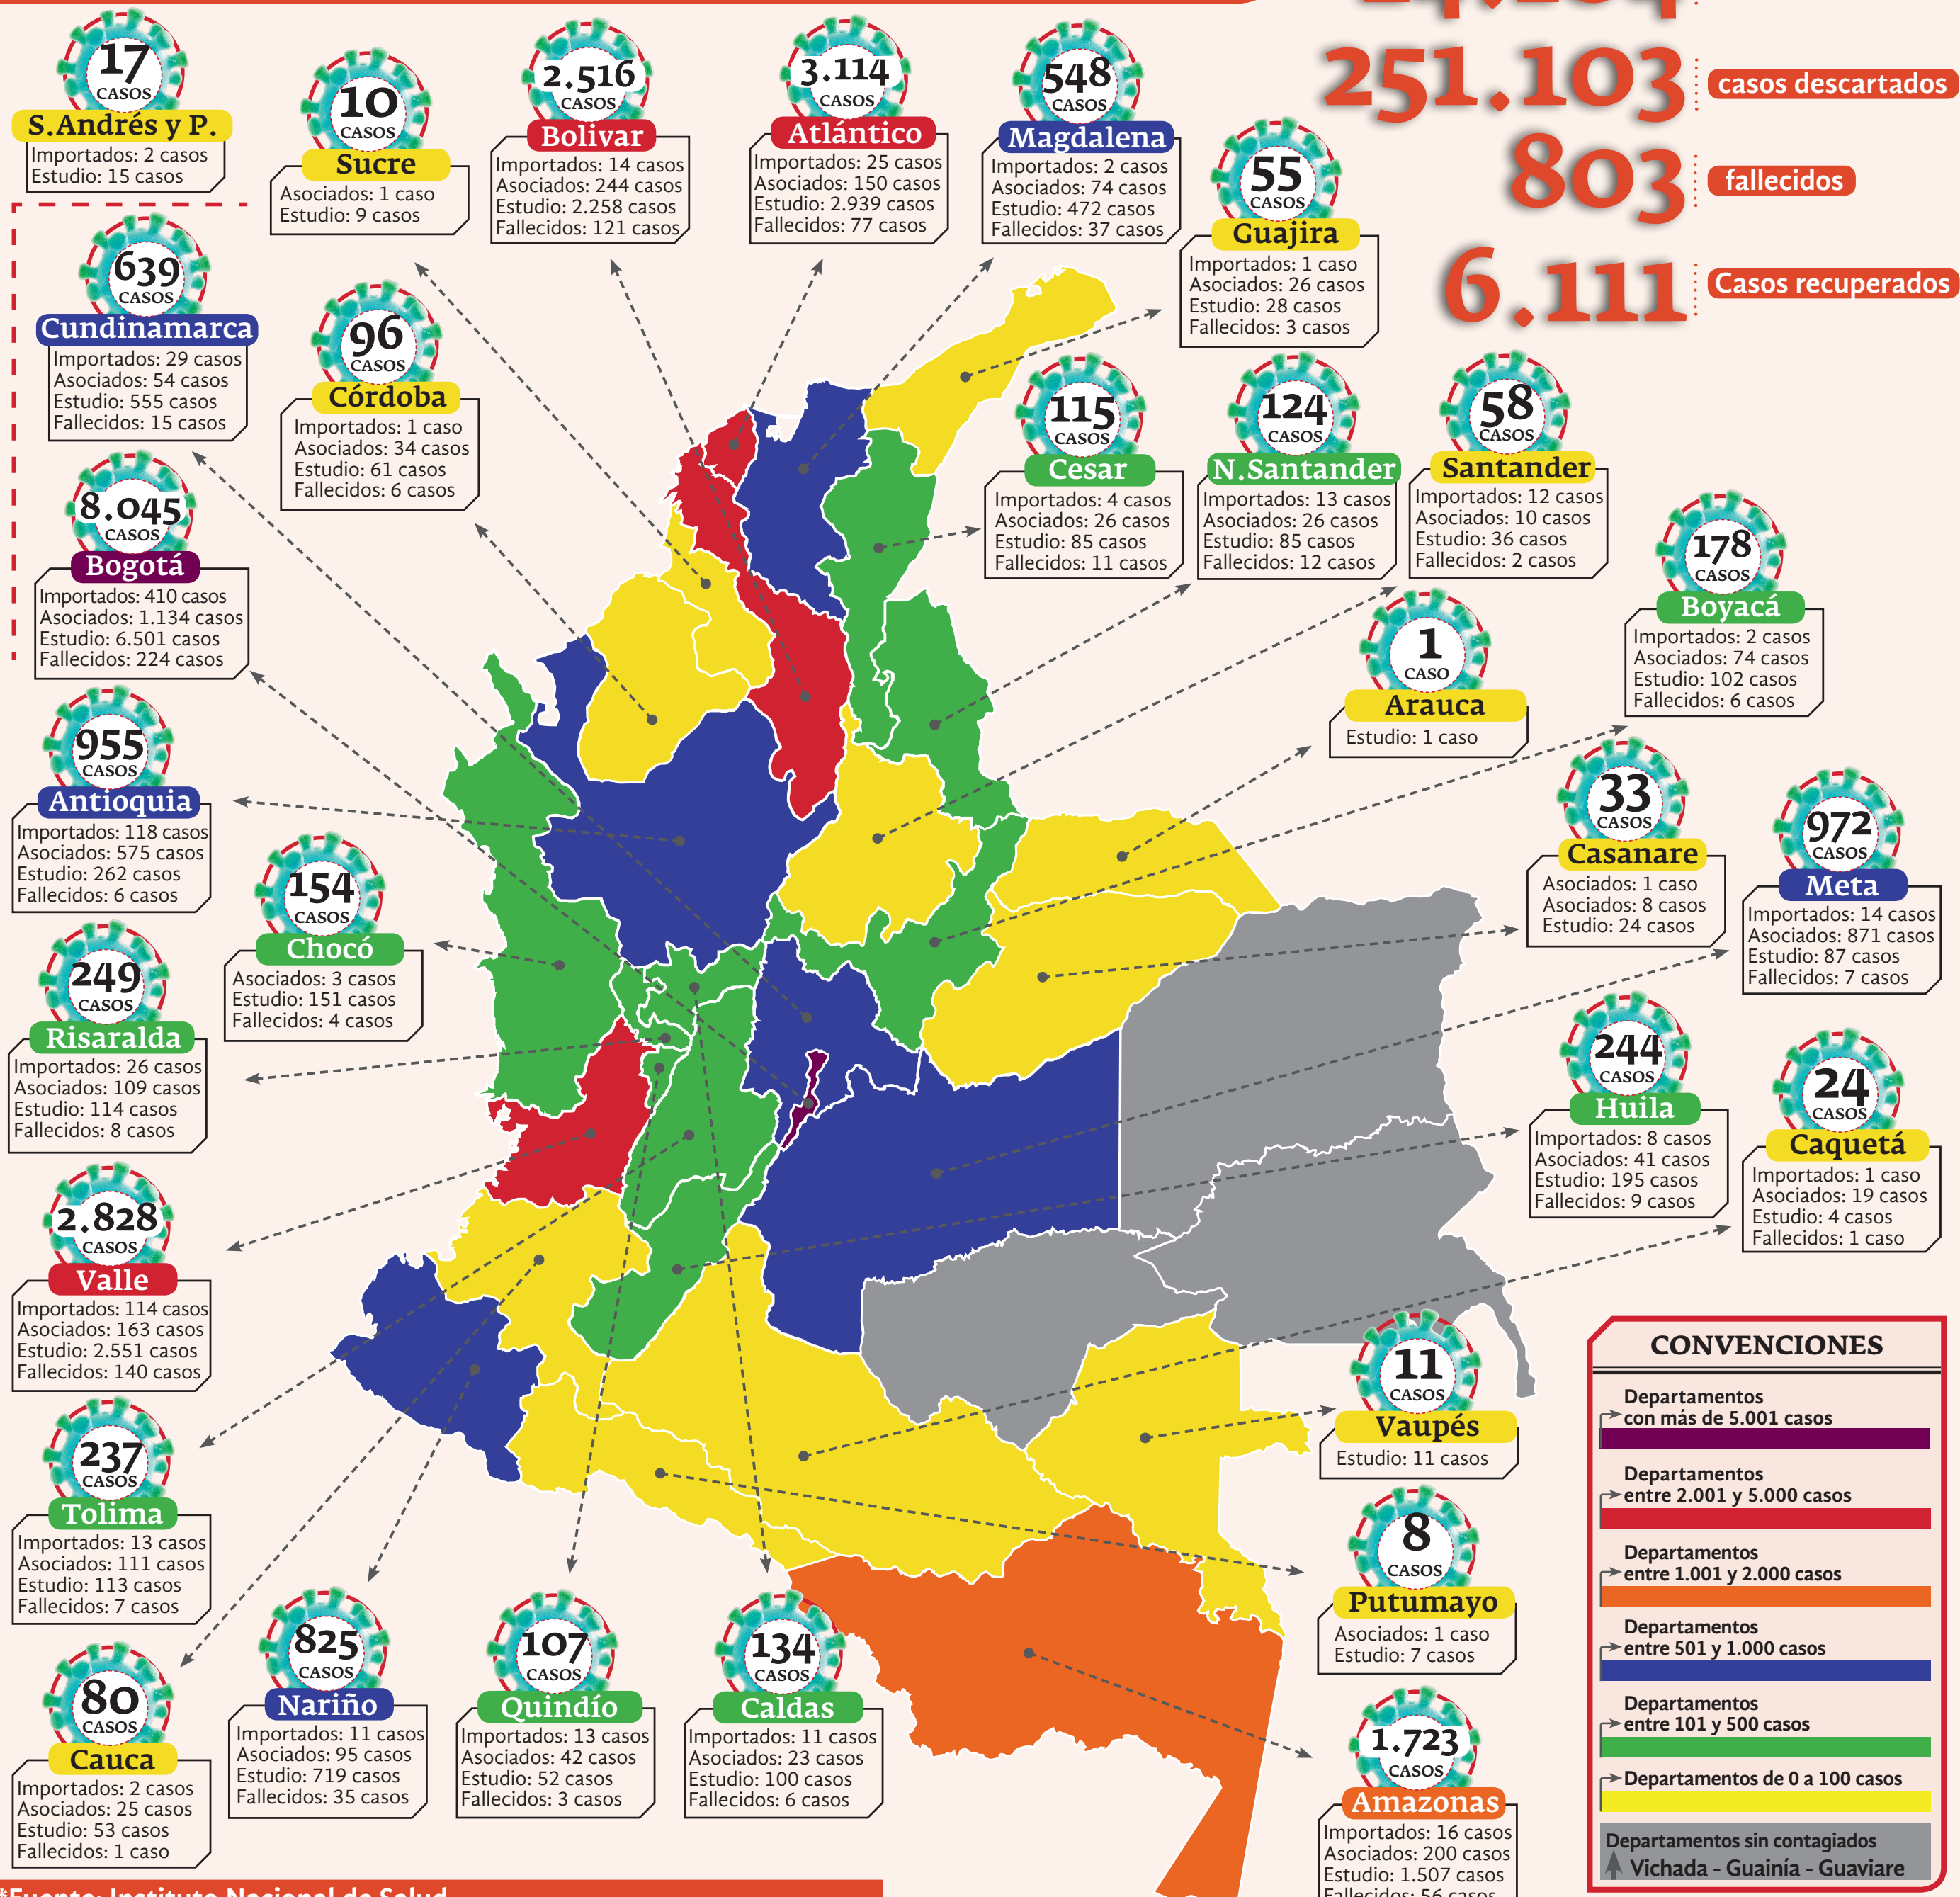 251.103
casos descartados
803
fallecidos
6.111
Casos recuperados
17
CASOS
S.Andrés y P.
Importados: 2 casos
Estudio: 15 casos
10
CASOS
Sucre
Asociados: 1 caso
Estudio: 9 casos
2.516
CASOS
Bolivar
Importados: 14 casos
Asociados: 244 casos
Estudio: 2.258 casos
Fallecidos: 121 casos
3.114
CASOS
Atlántico
Importados: 25 casos
Asociados: 150 casos
Estudio: 2.939 casos
Fallecidos: 77 casos
548
CASOS
Magdalena
Importados: 2 casos
Asociados: 74 casos
Estudio: 472 casos
Fallecidos: 37 casos
55
CASOS
Guajira
Importados: 1 caso
Asociados: 26 casos
Estudio: 28 casos
Fallecidos: 3 casos
639
CASOS
Cundinamarca
Importados: 29 casos
Asociados: 54 casos
Estudio: 555 casos
Fallecidos: 15 casos
96
CASOS
Córdoba
Importados: 1 caso
Asociados: 34 casos
Estudio: 61 casos
Fallecidos: 6 casos
115
CASOS
Cesar
Importados: 4 casos
Asociados: 26 casos
Estudio: 85 casos
Fallecidos: 11 casos
124
CASOS
N.Santander
Importados: 13 casos
Asociados: 26 casos
Estudio: 85 casos
Fallecidos: 12 casos
58
CASOS
Santander
Importados: 12 casos
Asociados: 10 casos
Estudio: 36 casos
Fallecidos: 2 casos
8.045
CASOS
Bogotá
Importados: 410 casos
Asociados: 1.134 casos
Estudio: 6.501 casos
Fallecidos: 224 casos
178
CASOS
Boyacá
Importados: 2 casos
Asociados: 74 casos
Estudio: 102 casos
Fallecidos: 6 casos
1
CASO
Arauca
Estudio: 1 caso
955
CASOS
Antioquia
Importados: 118 casos
Asociados: 575 casos
Estudio: 262 casos
Fallecidos: 6 casos
33
CASOS
Casanare
Asociados: 1 caso
Asociados: 8 casos
Estudio: 24 casos
972
CASOS
Meta
Importados: 14 casos
Asociados: 871 casos
Estudio: 87 casos
Fallecidos: 7 casos
154
CASOS
Chocó
Asociados: 3 casos
Estudio: 151 casos
Fallecidos: 4 casos
249
CASOS
Risaralda
Importados: 26 casos
Asociados: 109 casos
Estudio: 114 casos
Fallecidos: 8 casos
244
CASOS
Huila
Importados: 8 casos
Asociados: 41 casos
Estudio: 195 casos
Fallecidos: 9 casos
24
CASOS
Caquetá
Importados: 1 caso
Asociados: 19 casos
Estudio: 4 casos
Fallecidos: 1 caso
2.828
CASOS
Valle
Importados: 114 casos
Asociados: 163 casos
Estudio: 2.551 casos
Fallecidos: 140 casos
11
CASOS
Vaupés
Estudio: 11 casos
237
CASOS
Tolima
Importados: 13 casos
Asociados: 111 casos
Estudio: 113 casos
Fallecidos: 7 casos
8
CASOS
Putumayo
Asociados: 1 caso
Estudio: 7 casos
80
CASOS
Cauca
Importados: 2 casos
Asociados: 25 casos
Estudio: 53 casos
Fallecidos: 1 caso
825
CASOS
Nariño
Importados: 11 casos
Asociados: 95 casos
Estudio: 719 casos
Fallecidos: 35 casos
107
CASOS
Quindío
Importados: 13 casos
Asociados: 42 casos
Estudio: 52 casos
Fallecidos: 3 casos
134
CASOS
Caldas
Importados: 11 casos
Asociados: 23 casos
Estudio: 100 casos
Fallecidos: 6 casos
1.723
CASOS
Amazonas
Importados: 16 casos
Asociados: 200 casos
Estudio: 1.507 casos
Fallecidos: 56 casos
CONVENCIONES
Departamentos
con más de 5.001 casos
Departamentos
entre 2.001 y 5.000 casos
Departamentos
entre 1.001 y 2.000 casos
Departamentos
entre 501 y 1.000 casos
Departamentos
entre 101 y 500 casos
Departamentos de 0 a 100 casos
Departamentos sin contagiados
Vichada - Guainía - Guaviare
*Fuente: Instituto Nacional de Salud